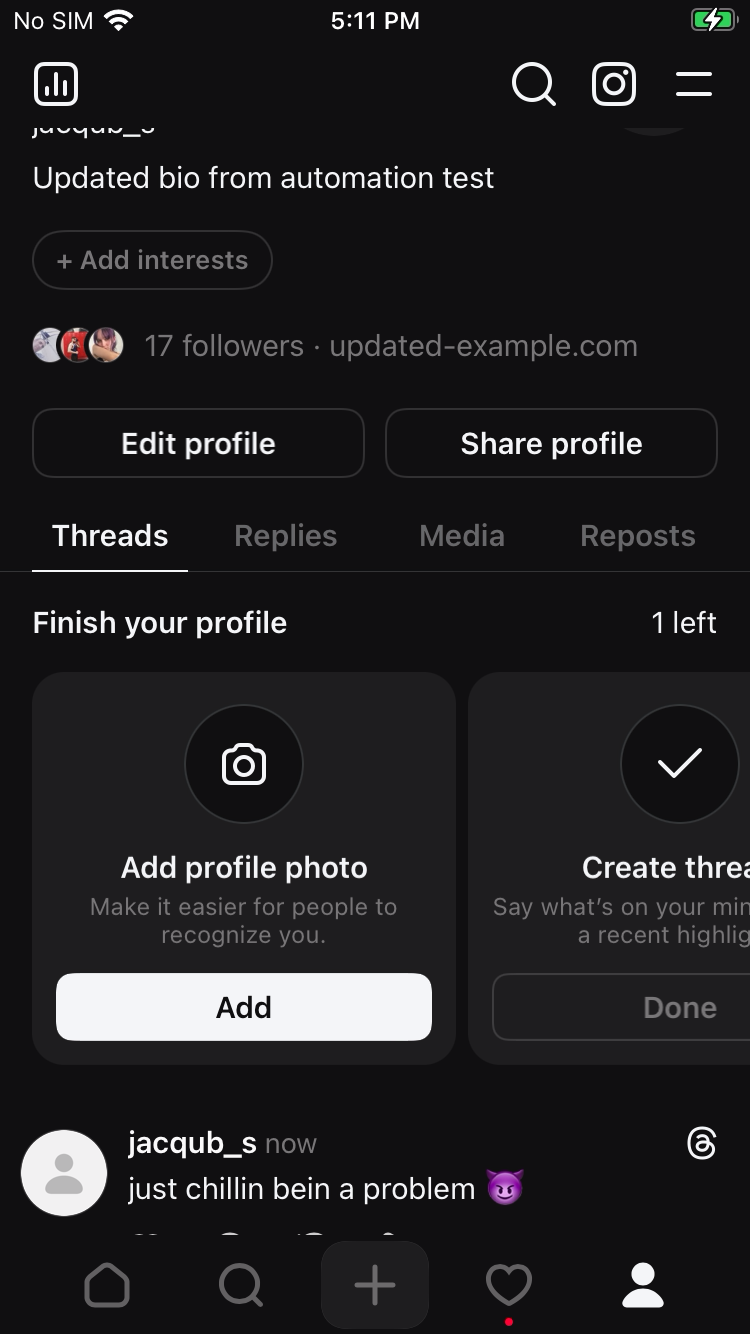 No SIM 5:11 PM
jacqub_s
Updated bio from automation test
+ Add interests
17 followers · updated-example.com
Edit profile Share profile
Threads Replies Media Reposts
Finish your profile 1 left
Add profile photo
Make it easier for people to
recognize you.
Add
Create threa
Say what’s on your min
a recent highlig
Done
jacqub_s now
just chillin bein a problem 😈